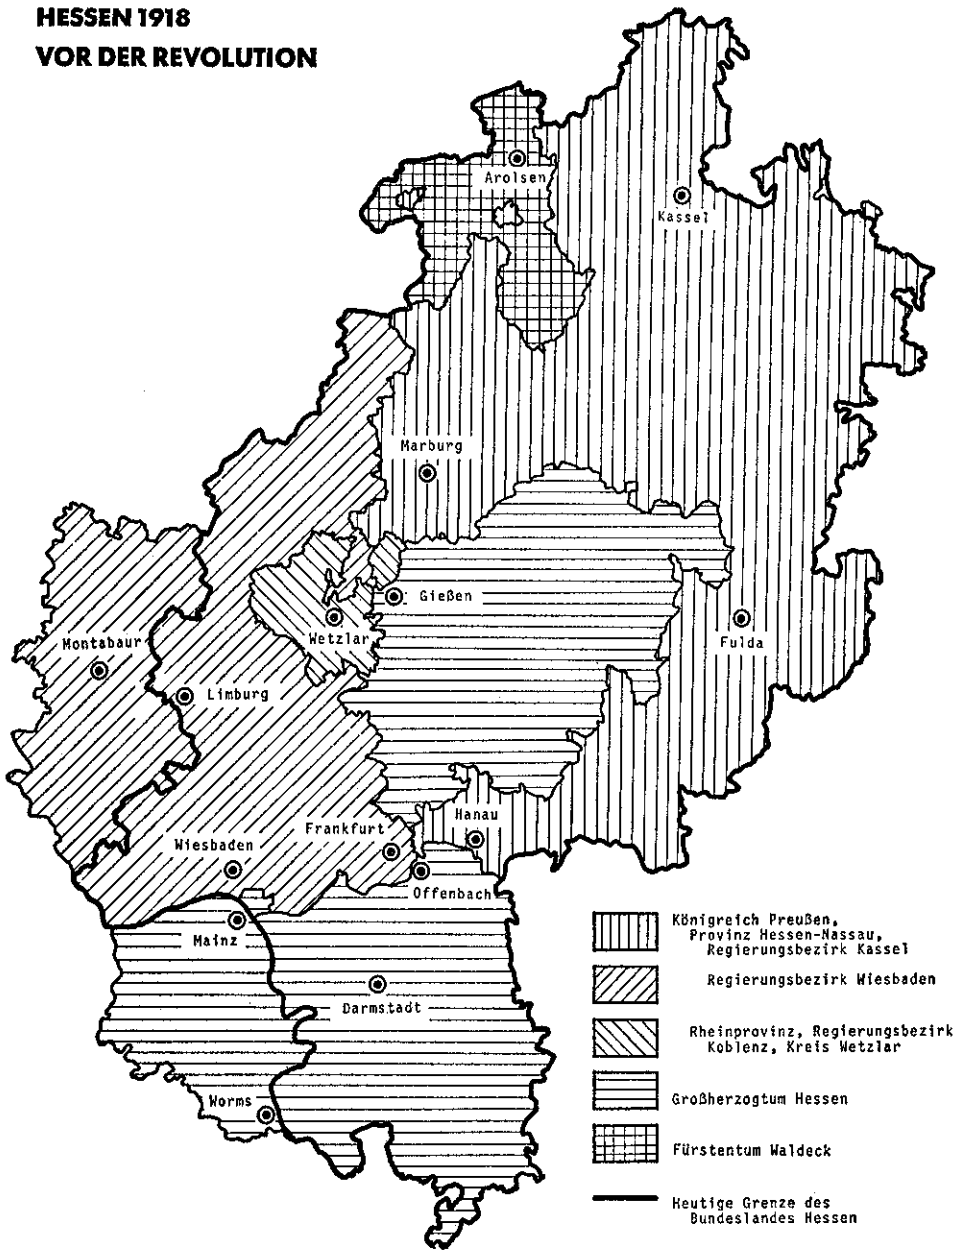 HESSEN 1918
VOR DER REVOLUTION
Arolsen
Kassel
Marburg
Gießen
Wetzlar
Fulda
Montabaur
Limburg
Hanau
Frankfurt
Wiesbaden
Offenbach
Mainz
Darmstadt
Worms
Königreich Preußen,
Provinz Hessen-Nassau,
Regierungsbezirk Kassel
Regierungsbezirk Wiesbaden
Rheinprovinz, Regierungsbezirk
Koblenz, Kreis Wetzlar
Großherzogtum Hessen
Fürstentum Waldeck
Heutige Grenze des
Bundeslandes Hessen